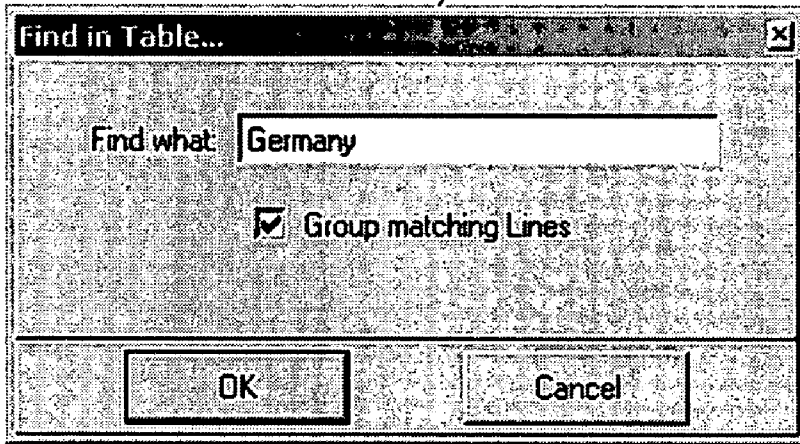 Find in Table...
Find what: Germany
Group matching Lines
OK Cancel